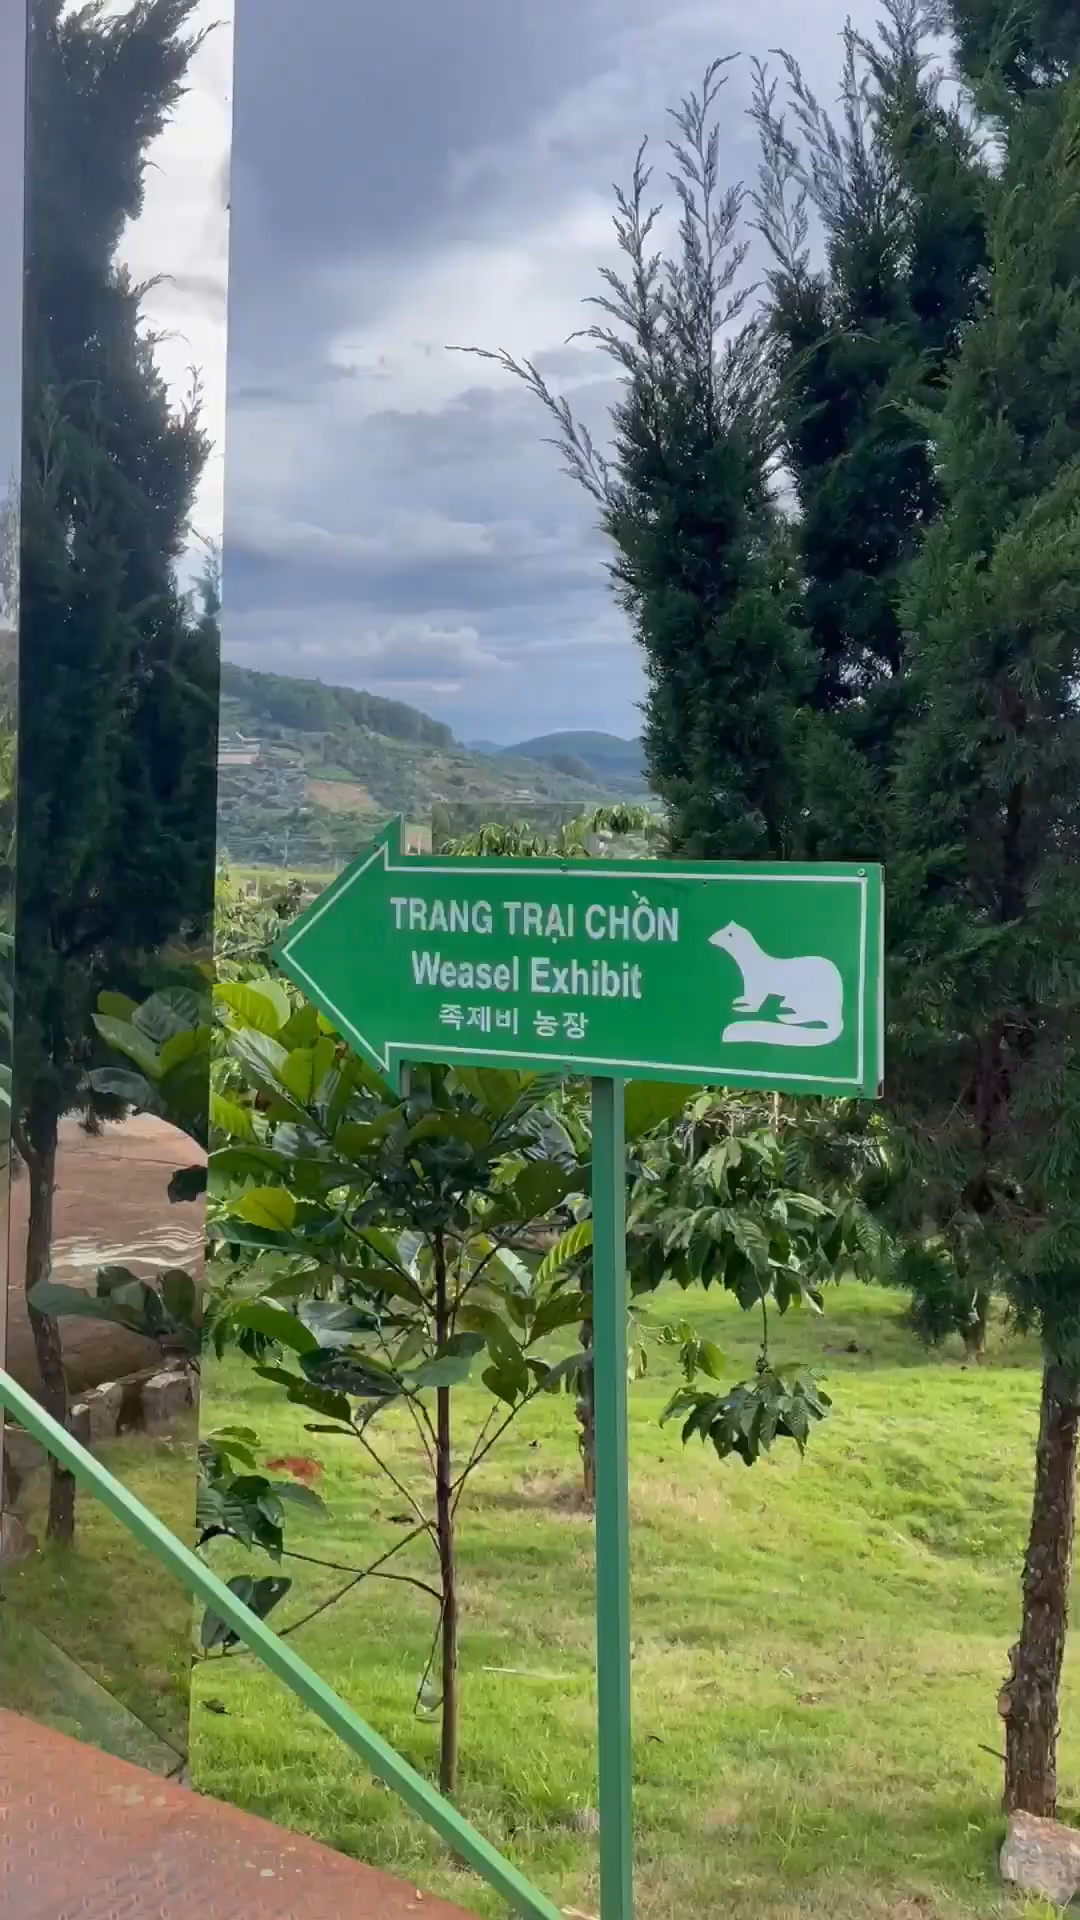 TRANG TRẠI CHỒN
Weasel Exhibit
족제비 농장